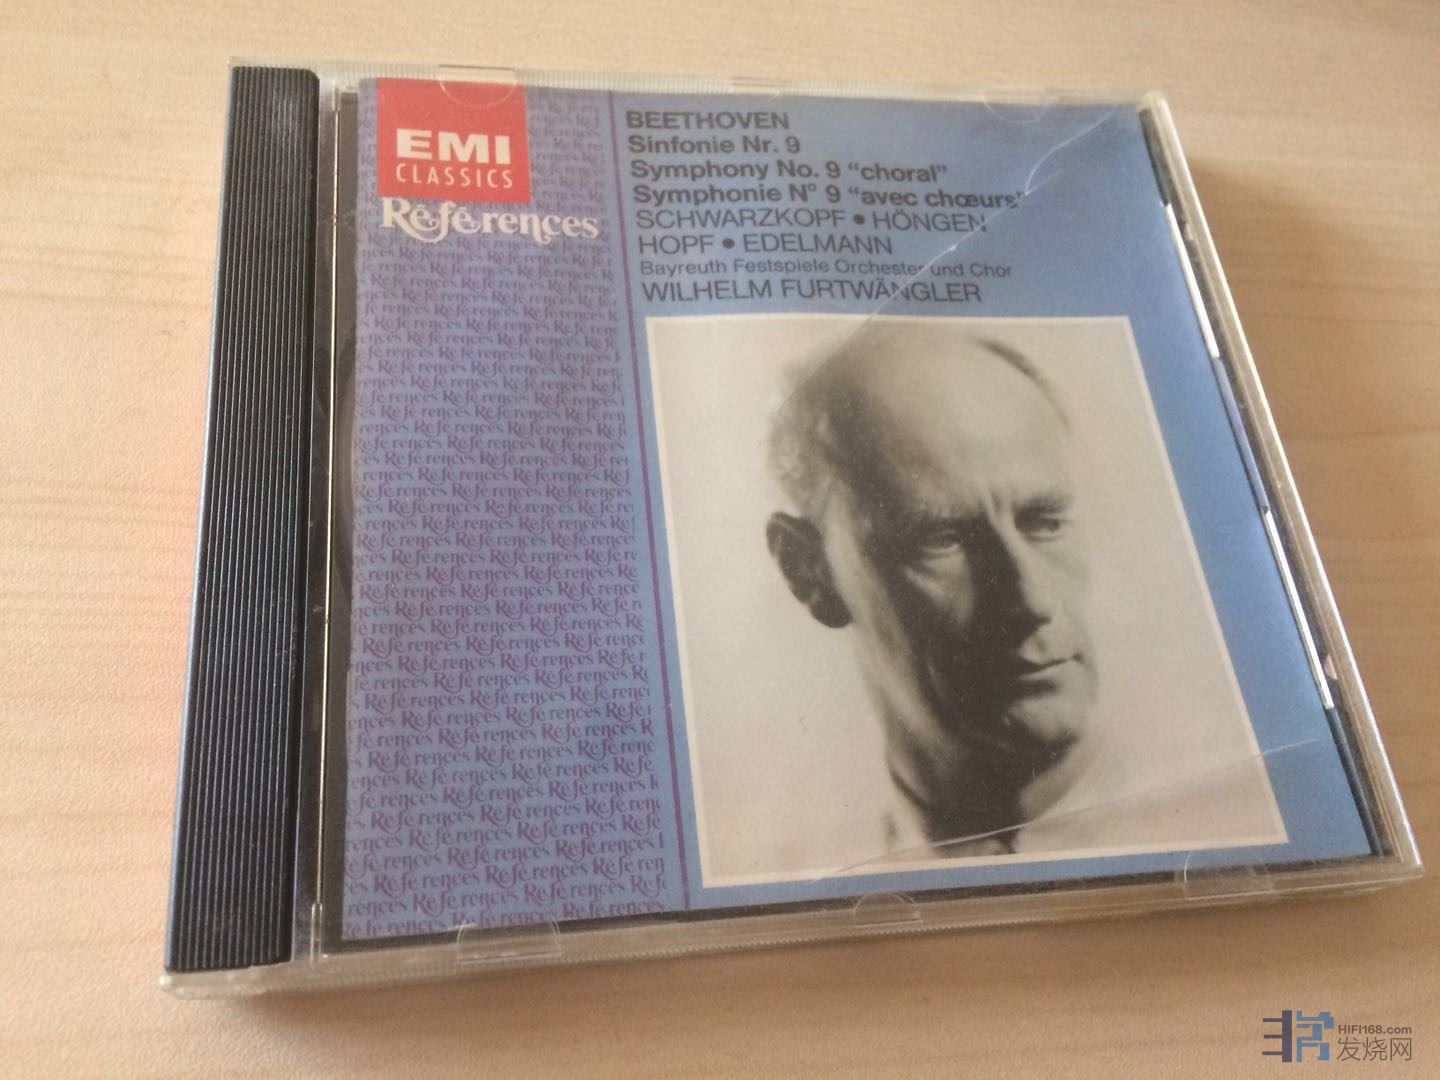 EMI
CLASSICS
Références
BEETHOVEN
Sinfonie Nr. 9
Symphony No. 9 “choral”
Symphonie N° 9 “avec chœurs”
SCHWARZKOPF • HÖNGEN
HOPF • EDELMANN
Bayreuth Festspiele Orchester und Chor
WILHELM FURTWÄNGLER
HIFI168.com
发烧网